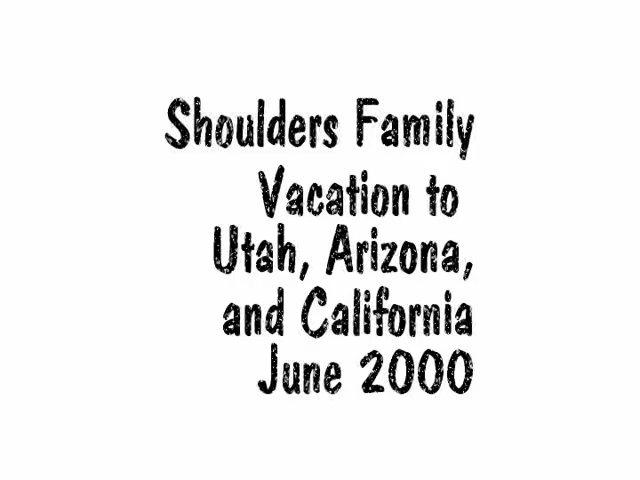 Shoulders Family
Vacation to
Utah, Arizona,
and California
June 2000